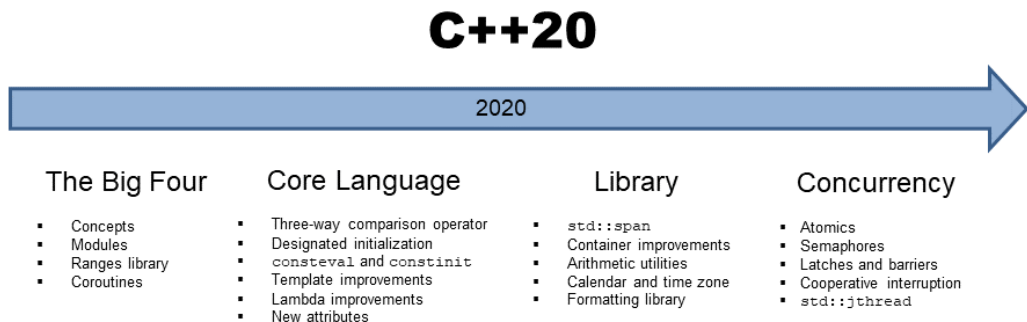 C++20
2020
The Big Four
▪ Concepts
▪ Modules
▪ Ranges library
▪ Coroutines
Core Language
▪ Three-way comparison operator
▪ Designated initialization
▪ consteval and constinit
▪ Template improvements
▪ Lambda improvements
▪ New attributes
Library
▪ std::span
▪ Container improvements
▪ Arithmetic utilities
▪ Calendar and time zone
▪ Formatting library
Concurrency
▪ Atomics
▪ Semaphores
▪ Latches and barriers
▪ Cooperative interruption
▪ std::jthread